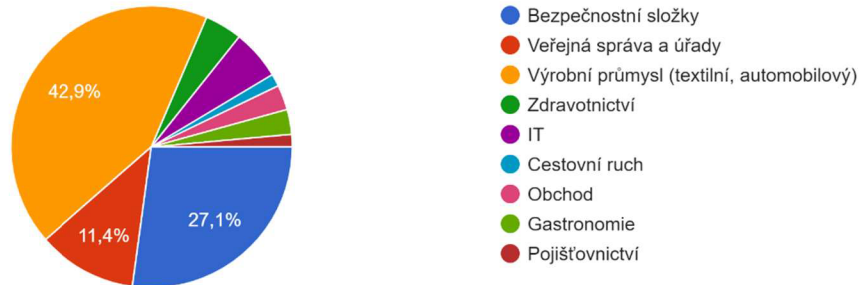 42,9%
11,4%
27,1%
Bezpečnostní složky
Veřejná správa a úřady
Výrobní průmysl (textilní, automobilový)
Zdravotnictví
IT
Cestovní ruch
Obchod
Gastronomie
Pojišťovnictví